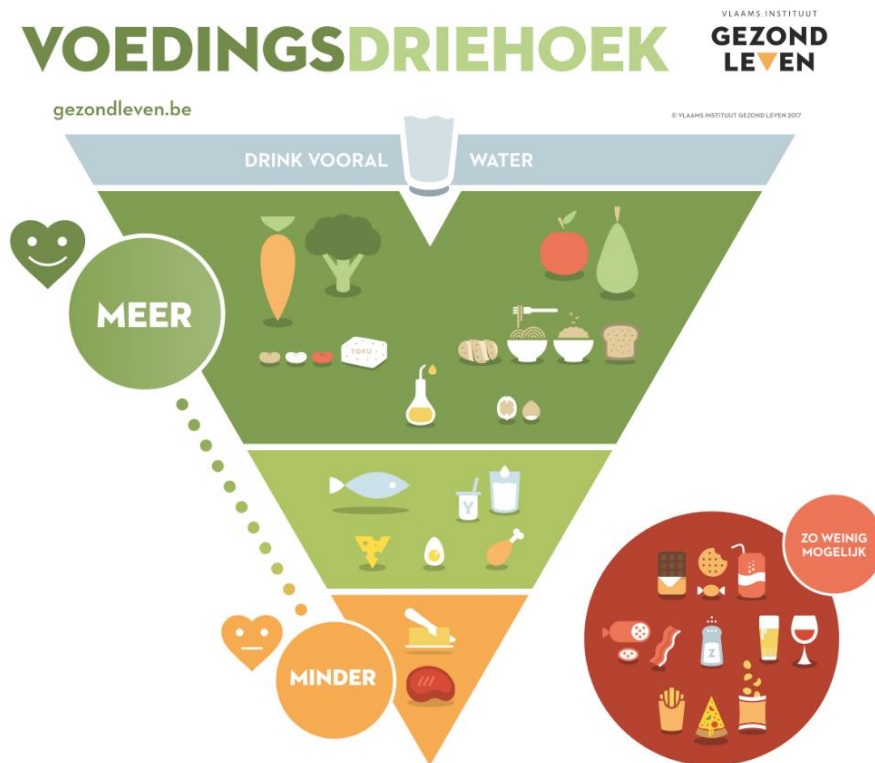 VOEDINGSDRIEHOEK
VLAAMS INSTITUUT
GEZOND
LEVEN
gezondleven.be
© VLAAMS INSTITUUT GEZOND LEVEN 2017
DRINK VOORAL WATER
MEER
TOFU
Y
ZO WEINIG
MOGELIJK
Z
MINDER